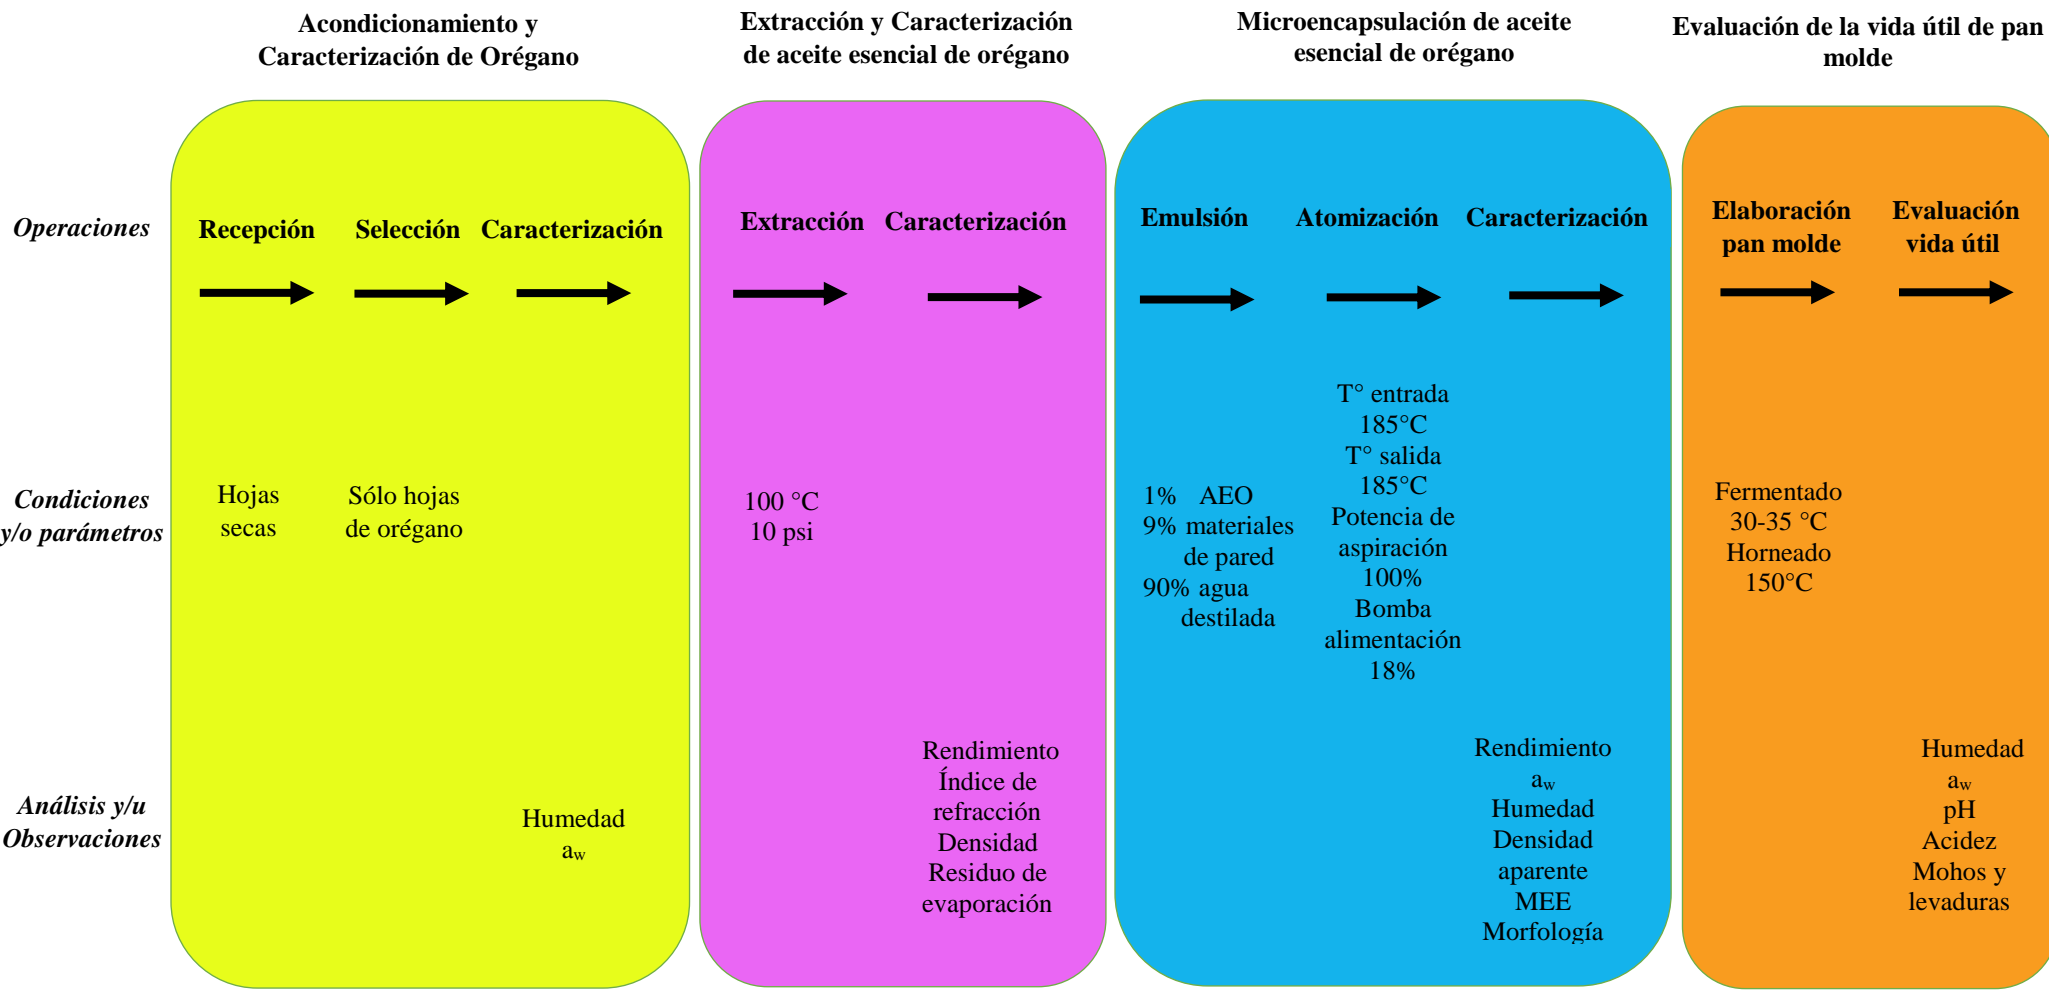 Acondicionamiento y
Caracterización de Orégano
Extracción y Caracterización
de aceite esencial de orégano
Microencapsulación de aceite
esencial de orégano
Evaluación de la vida útil de pan
molde
Operaciones
Recepción
Selección
Caracterización
Extracción
Caracterización
Emulsión
Atomización
Caracterización
Elaboración
pan molde
Evaluación
vida útil
Condiciones
y/o parámetros
Hojas
secas
Sólo hojas
de orégano
100 °C
10 psi
1% AEO
9% materiales
de pared
90% agua
destilada
T° entrada
185°C
T° salida
185°C
Potencia de
aspiración
100%
Bomba
alimentación
18%
Fermentado
30-35 °C
Horneado
150°C
Análisis y/u
Observaciones
Humedad
aw
Rendimiento
Índice de
refracción
Densidad
Residuo de
evaporación
Rendimiento
aw
Humedad
Densidad
aparente
MEE
Morfología
Humedad
aw
pH
Acidez
Mohos y
levaduras